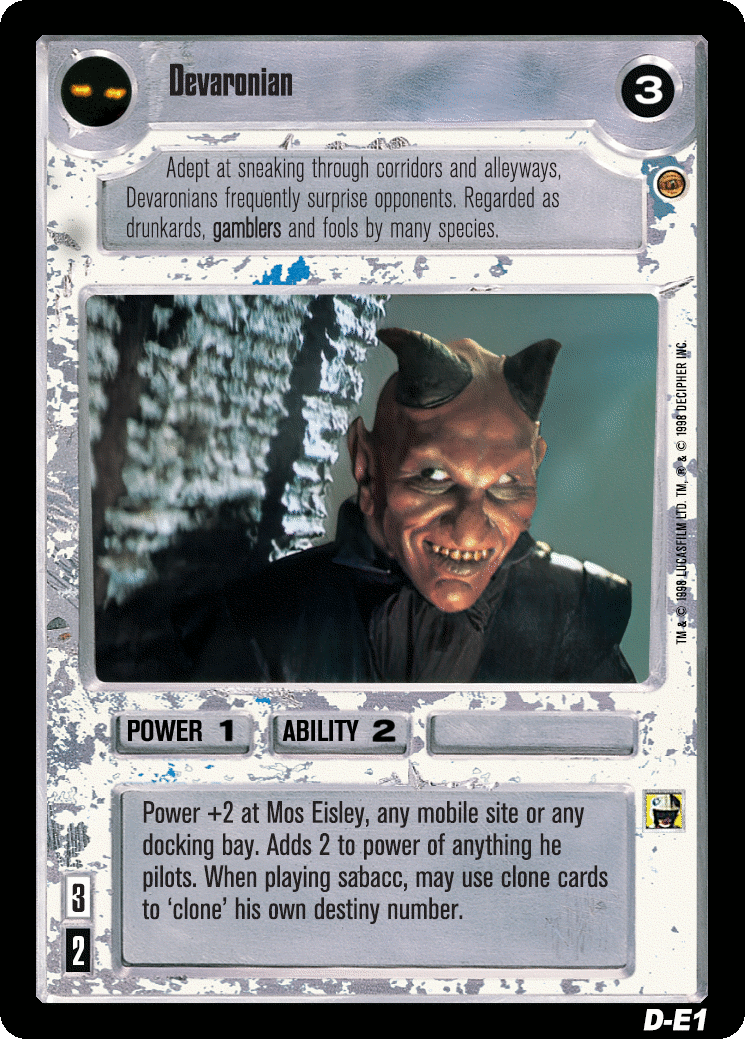 Devaronian
3
Adept at sneaking through corridors and alleyways,
Devaronians frequently surprise opponents. Regarded as
drunkards, gamblers and fools by many species.
TM & © 1998 LUCASFILM LTD. TM, ® & © 1998 DECIPHER INC.
POWER 1
ABILITY 2
Power +2 at Mos Eisley, any mobile site or any
docking bay. Adds 2 to power of anything he
pilots. When playing sabacc, may use clone cards
to ‘clone’ his own destiny number.
3
2
D-E1